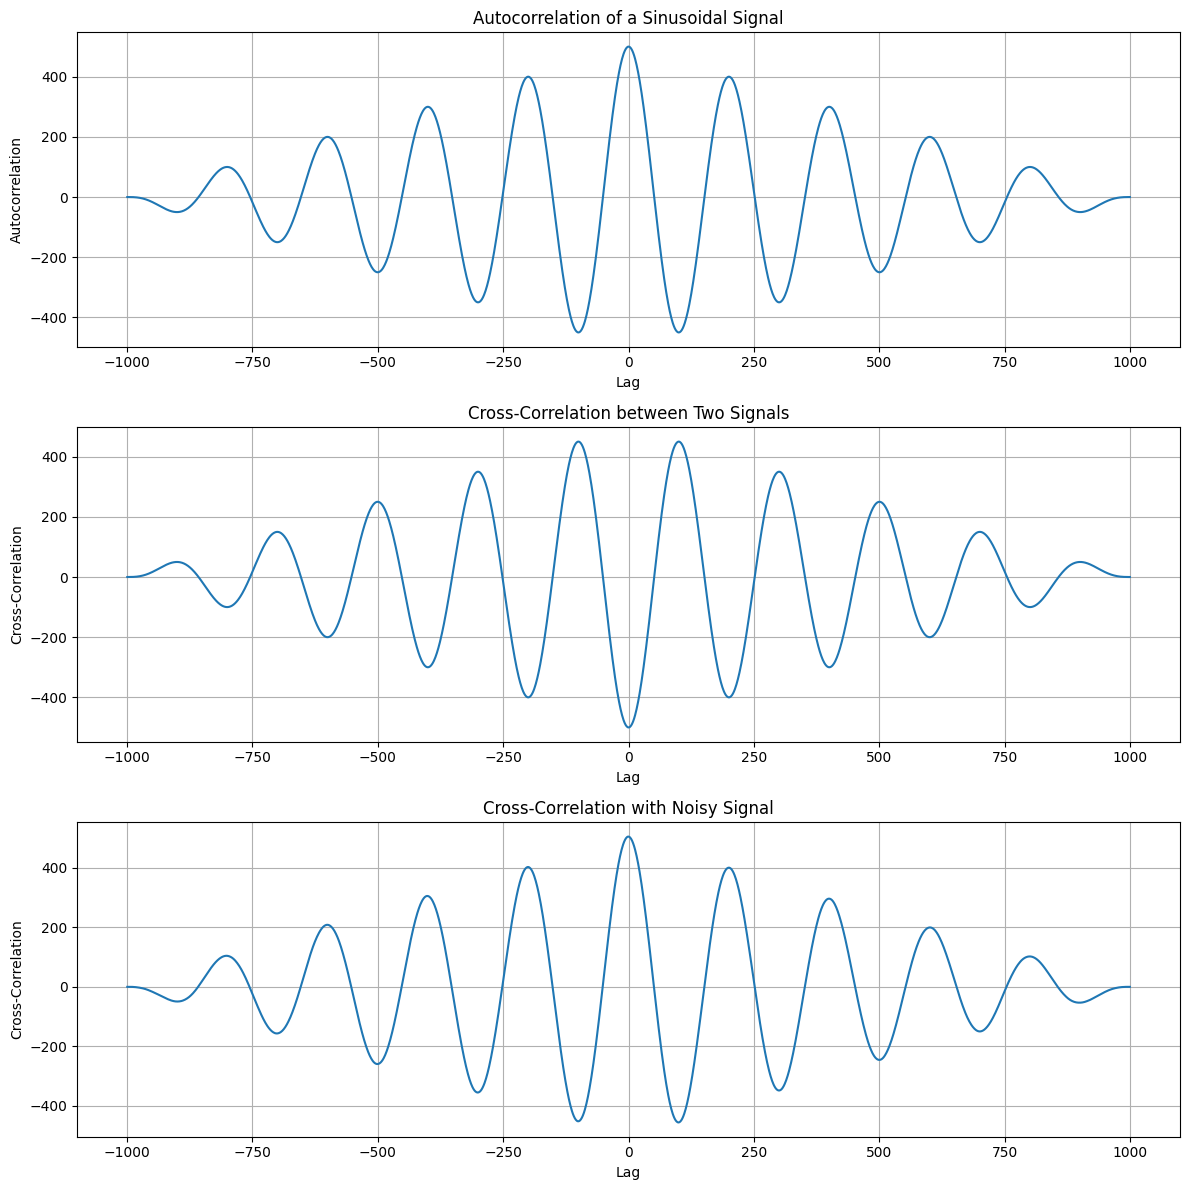 Autocorrelation of a Sinusoidal Signal
400
200
0
−200
−400
Autocorrelation
−1000 −750 −500 −250 0 250 500 750 1000
Lag
Cross-Correlation between Two Signals
400
200
0
−200
−400
Cross-Correlation
−1000 −750 −500 −250 0 250 500 750 1000
Lag
Cross-Correlation with Noisy Signal
400
200
0
−200
−400
Cross-Correlation
−1000 −750 −500 −250 0 250 500 750 1000
Lag